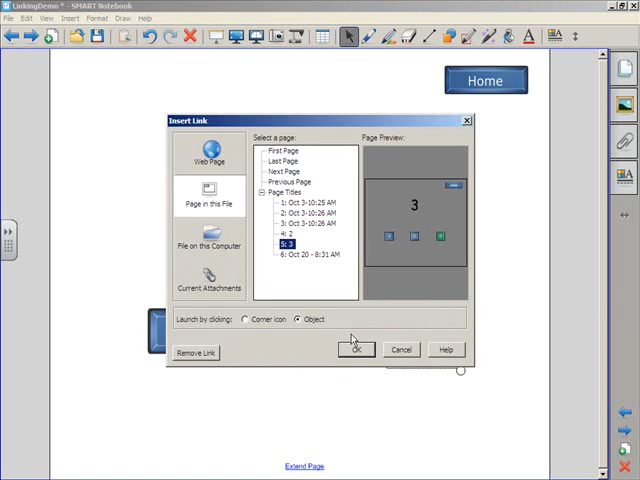 LinkingDemo * - SMART Notebook
File Edit View Insert Format Draw Help
Home
Insert Link
Select a page:
Page Preview:
Web Page
Page in this File
File on this Computer
Current Attachments
First Page
Last Page
Next Page
Previous Page
Page Titles
1: Oct 3-10:25 AM
2: Oct 3-10:26 AM
3: Oct 3-10:26 AM
4: 2
5: 3
6: Oct 20 - 8:31 AM
3
Launch by clicking: Corner icon Object
Remove Link
OK
Cancel
Help
Extend Page